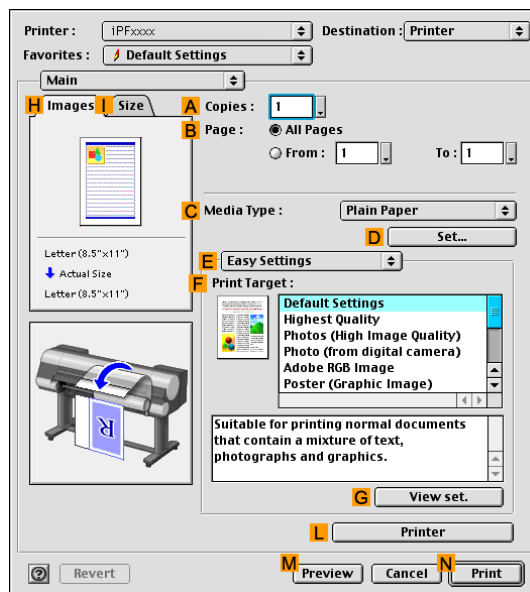 Printer : iPFxxxx Destination : Printer
Favorites : Default Settings
Main
H Images I Size
A Copies : 1
B Page : All Pages
From : 1 To : 1
C Media Type : Plain Paper
D Set...
Letter (8.5"x11")
Actual Size
Letter (8.5"x11")
E Easy Settings
F Print Target :
Default Settings
Highest Quality
Photos (High Image Quality)
Photo (from digital camera)
Adobe RGB Image
Poster (Graphic Image)
R
Suitable for printing normal documents
that contain a mixture of text,
photographs and graphics.
G View set.
L Printer
? Revert M Preview Cancel N Print